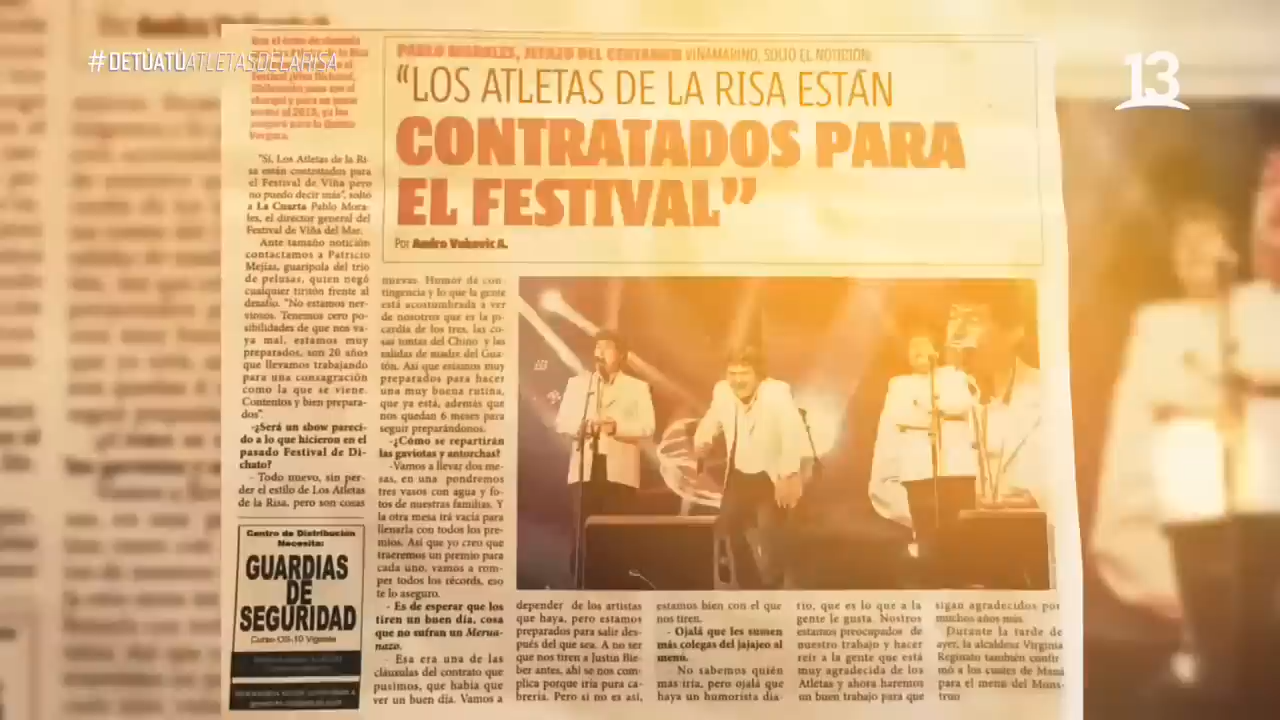 #DETÚATÚATLETASDELARISA
13
PABLO MORALES, JEFAZO DEL CERTAMEN VIÑAMARINO, SOLTÓ EL NOTICIÓN:
“LOS ATLETAS DE LA RISA ESTÁN
CONTRATADOS PARA
EL FESTIVAL”
Por Andro Vukovic A.
al 2013, ya los
Vergara.
"Sí, Los Atletas de la Ri-
sa están contratados para
el Festival de Viña pero
no puedo decir más", soltó
a La Cuarta Pablo Mora-
les, el director general del
Festival de Viña del Mar.
Ante tamaño notición
contactamos a Patricio
Mejías, guaripola del trío
de pelusas, quien negó
cualquier tiritón frente al
desafío. "No estamos ner-
viosos. Tenemos cero po-
sibilidades de que nos va-
ya mal, estamos muy
preparados, son 20 años
que llevamos trabajando
para una consagración
como la que se viene.
Contentos y bien prepara-
dos".
-¿Será un show pareci-
do a lo que hicieron en el
pasado Festival de Di-
chato?
- Todo nuevo, sin per-
der el estilo de Los Atletas
de la Risa, pero son cosas
Centro de Distribución
Necesita:
GUARDIAS
DE
SEGURIDAD
Curso OS-10 Vigente
nuevas. Humor de con-
tingencia y lo que la gente
está acostumbrada a ver
de nosotros que es la pi-
cardía de los tres, las co-
sas tontas del Chino y las
salidas de madre del Gua-
tón. Así que estamos muy
preparados para hacer
una muy buena rutina,
que ya está, además que
nos quedan 6 meses para
seguir preparándonos.
-¿Cómo se repartirán
las gaviotas y antorchas?
-Vamos a llevar dos me-
sas, en una pondremos
tres vasos con agua y fo-
tos de nuestras familias. Y
la otra mesa irá vacía para
llenarla con todos los pre-
mios. Así que yo creo que
traeremos un premio para
cada uno, vamos a rom-
per todos los récords, eso
te lo aseguro.
- Es de esperar que los
tiren un buen día, cosa
que no sufran un Merua-
nazo.
- Esa era una de las
cláusulas del contrato que
pusimos, que había que
ver un buen día. Vamos a
depender de los artistas
que haya, pero estamos
preparados para salir des-
pués del que sea. A no ser
que nos tiren a Justin Bie-
ber antes, ahí se nos com-
plica porque iría pura ca-
brería. Pero si no es así,
estamos bien con el que
nos tiren.
- Ojalá que les sumen
más colegas del jajajeo al
menú.
- No sabemos quién
más iría, pero ojalá que
haya un humorista dia-
rio, que es lo que a la
gente le gusta. Nostros
estamos preocupados de
nuestro trabajo y hacer
reír a la gente que está
muy agradecida de los
Atletas y ahora haremos
un buen trabajo para que
sigan agradecidos por
muchos años más.
Durante la tarde de
ayer, la alcaldesa Virginia
Reginato también confir-
mó a los cuates de Maná
para el menú del Mons-
truo